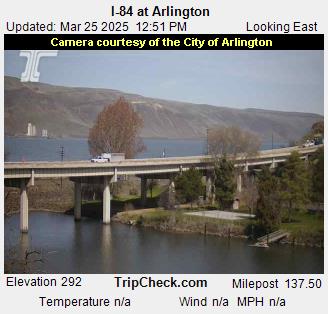 I-84 at Arlington
Updated: Mar 25 2025 12:51 PM Looking East
Camera courtesy of the City of Arlington
Elevation 292 TripCheck.com Milepost 137.50
Temperature n/a Wind n/a MPH n/a